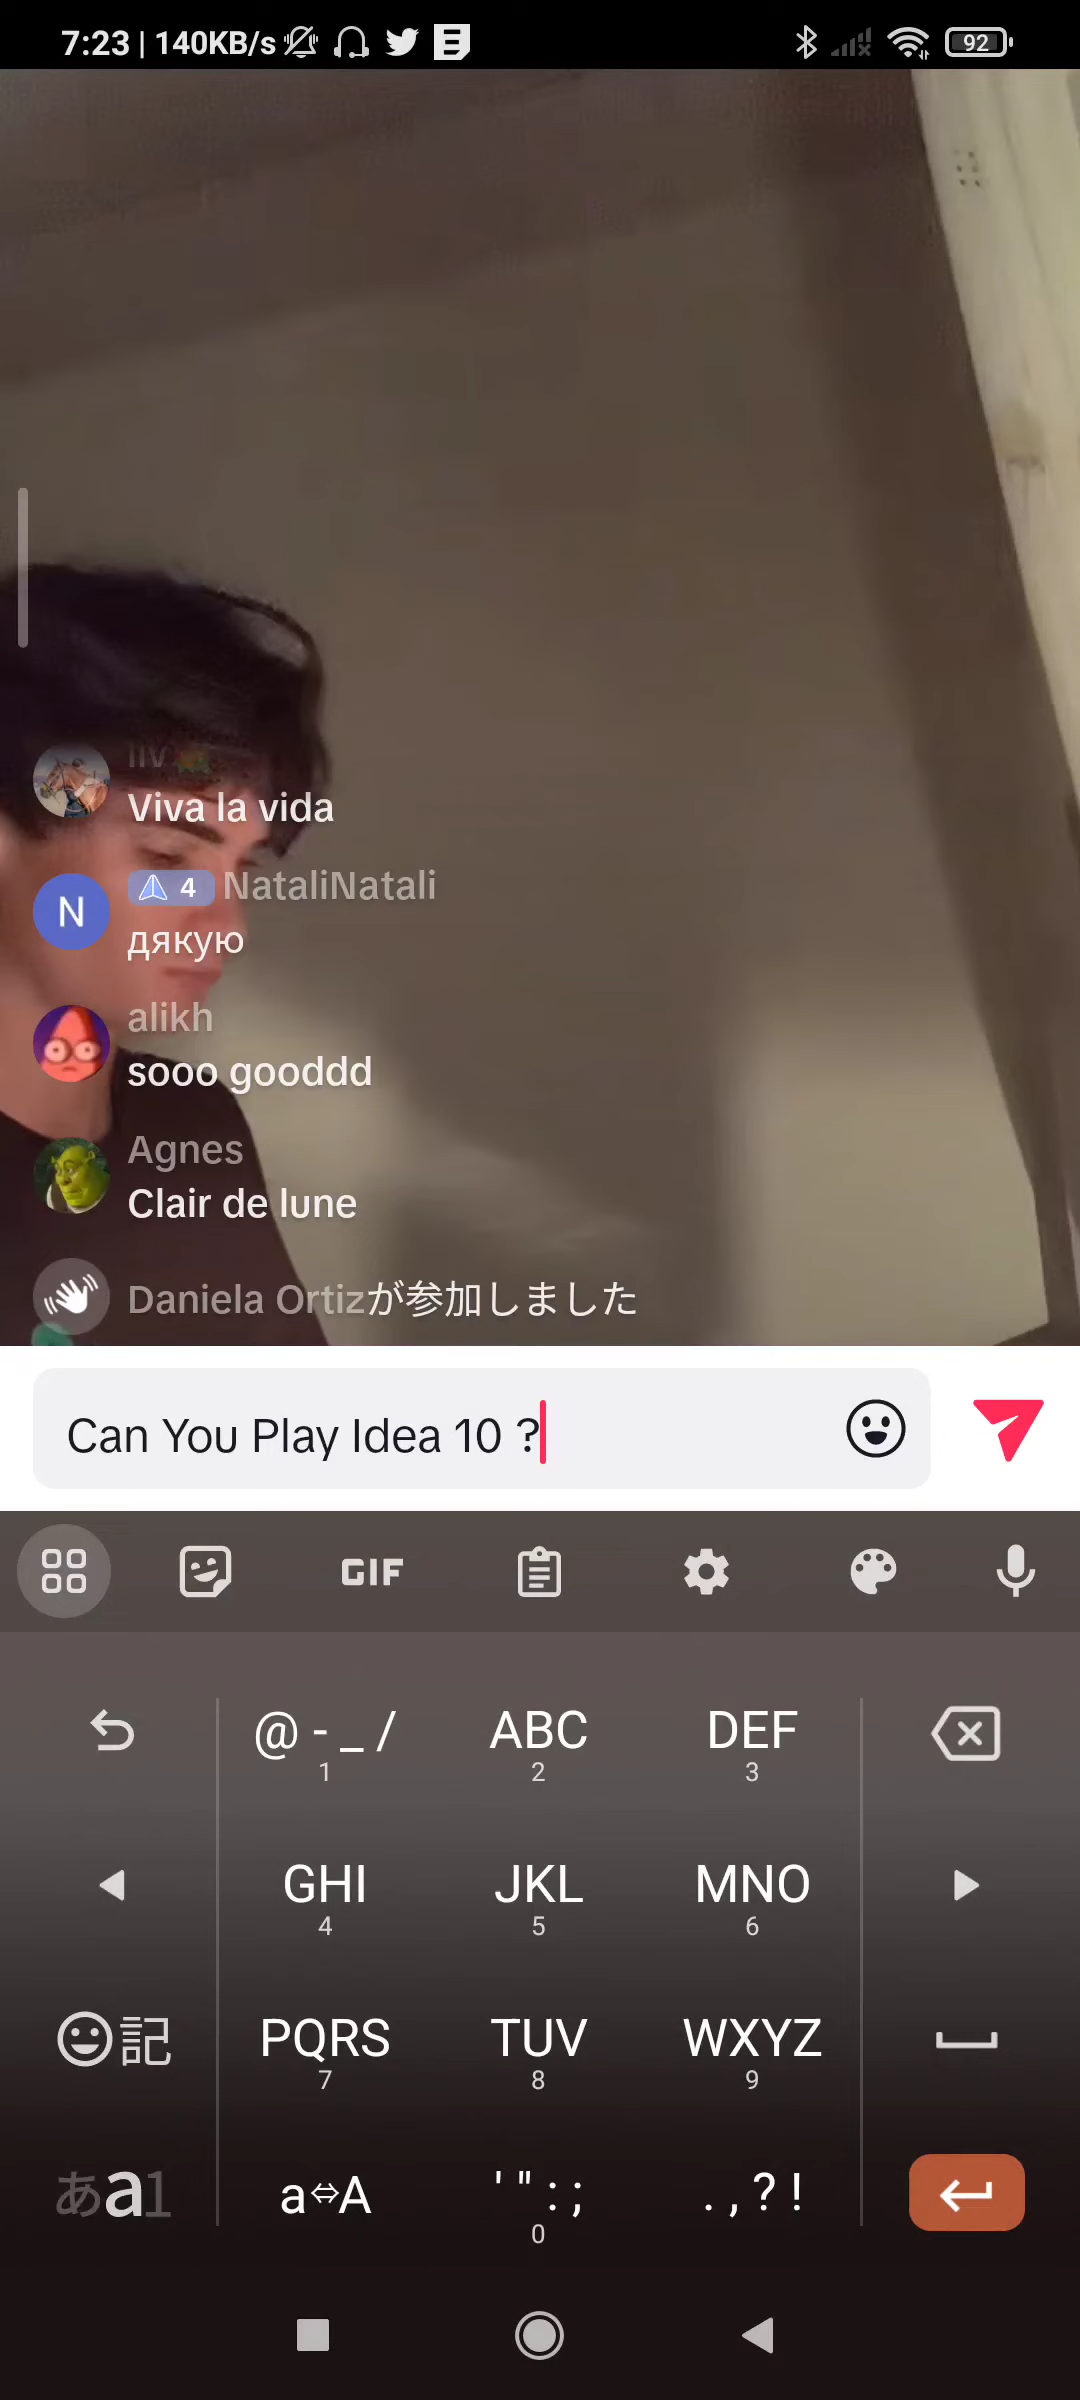 7:23 | 140KB/s
92
liv
Viva la vida
N
4 NataliNatali
дякую
alikh
sooo gooddd
Agnes
Clair de lune
Daniela Ortizが参加しました
Can You Play Idea 10 ?
GIF
@ - _ /
1
ABC
2
DEF
3
GHI
4
JKL
5
MNO
6
記
PQRS
7
TUV
8
WXYZ
9
あa1
a⇔A
' " : ;
0
. , ? !